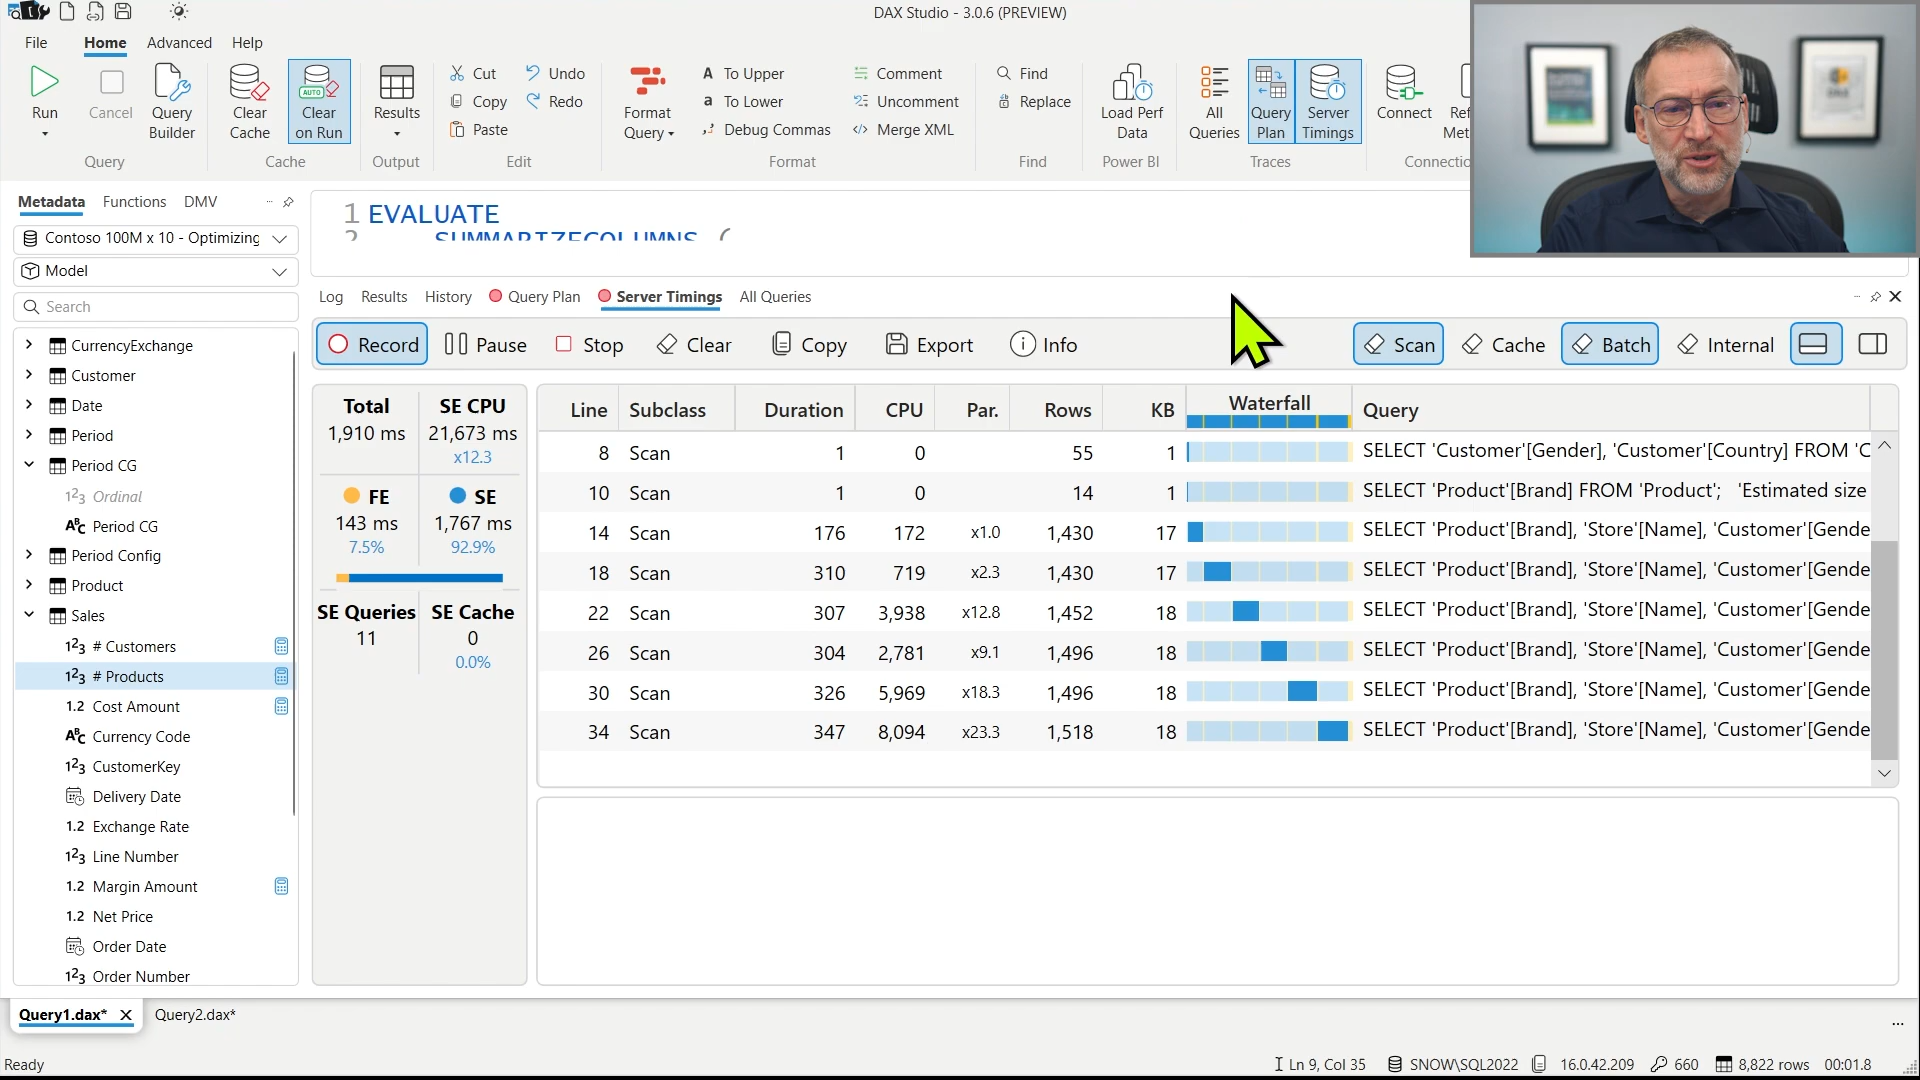 DAX Studio - 3.0.6 (PREVIEW)
File Home Advanced Help
Run
Cancel
Query Builder
Query
Clear Cache
AUTO
Clear on Run
Cache
Results
Output
Cut Undo
Copy Redo
Paste
Edit
Format Query
A To Upper Comment
a To Lower Uncomment
Debug Commas Merge XML
Format
Find
Replace
Find
Load Perf Data
Power BI
All Queries
Query Plan
Server Timings
Traces
Connect
Metadata Functions DMV
Contoso 100M x 10 - Optimizing
Model
Search
CurrencyExchange
Customer
Date
Period
Period CG
Ordinal
Period CG
Period Config
Product
Sales
# Customers
# Products
Cost Amount
Currency Code
CustomerKey
Delivery Date
Exchange Rate
Line Number
Margin Amount
Net Price
Order Date
Order Number
1 EVALUATE
2 SUMMARIZECOLUMNS (
Log Results History Query Plan Server Timings All Queries
Record Pause Stop Clear Copy Export Info Scan Cache Batch Internal
Total SE CPU
1,910 ms 21,673 ms
x12.3
FE SE
143 ms 1,767 ms
7.5% 92.9%
SE Queries SE Cache
11 0
0.0%
Line Subclass Duration CPU Par. Rows KB Waterfall Query
8 Scan 1 0 55 1 SELECT 'Customer'[Gender], 'Customer'[Country] FROM 'C
10 Scan 1 0 14 1 SELECT 'Product'[Brand] FROM 'Product'; 'Estimated size
14 Scan 176 172 x1.0 1,430 17 SELECT 'Product'[Brand], 'Store'[Name], 'Customer'[Gende
18 Scan 310 719 x2.3 1,430 17 SELECT 'Product'[Brand], 'Store'[Name], 'Customer'[Gende
22 Scan 307 3,938 x12.8 1,452 18 SELECT 'Product'[Brand], 'Store'[Name], 'Customer'[Gende
26 Scan 304 2,781 x9.1 1,496 18 SELECT 'Product'[Brand], 'Store'[Name], 'Customer'[Gende
30 Scan 326 5,969 x18.3 1,496 18 SELECT 'Product'[Brand], 'Store'[Name], 'Customer'[Gende
34 Scan 347 8,094 x23.3 1,518 18 SELECT 'Product'[Brand], 'Store'[Name], 'Customer'[Gende
Query1.dax* Query2.dax*
Ready Ln 9, Col 35 SNOW\SQL2022 16.0.42.209 660 8,822 rows 00:01.8